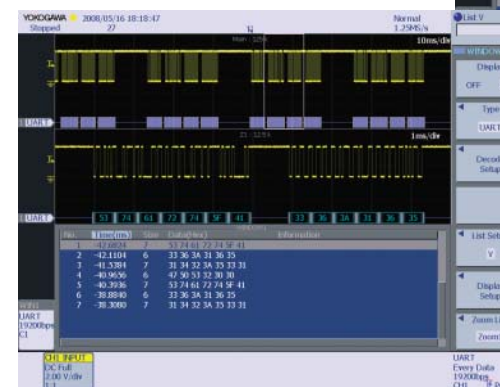 YOKOGAWA 2008/05/16 18:18:47 Normal
Stopped 27 1.25MS/s
10ms/div
UART
1ms/div
UART 53 74 61 72 74 5F 41 33 36 3A 31 36 35
No. Time(ms) Size Data(Hex) Information
1 -42.6824 7 53 74 61 72 74 5F 41
2 -42.1104 6 33 36 3A 31 36 35
3 -41.5384 7 31 34 32 3A 35 33 31
4 -40.9656 6 47 50 53 32 30 30
5 -40.3936 7 53 74 61 72 74 5F 41
6 -38.8840 6 33 36 3A 31 36 35
7 -38.3080 7 31 34 32 3A 35 33 31
UART
19200bps
C1
CH1 INPUT
DC Full
2.00 V/div
1:1
List V
WINDOW
Display
OFF
Type
UART
Decode
Setup
List Setup
V
Display
Setup
Zoom
UART
Every Data
19200bps
CH1